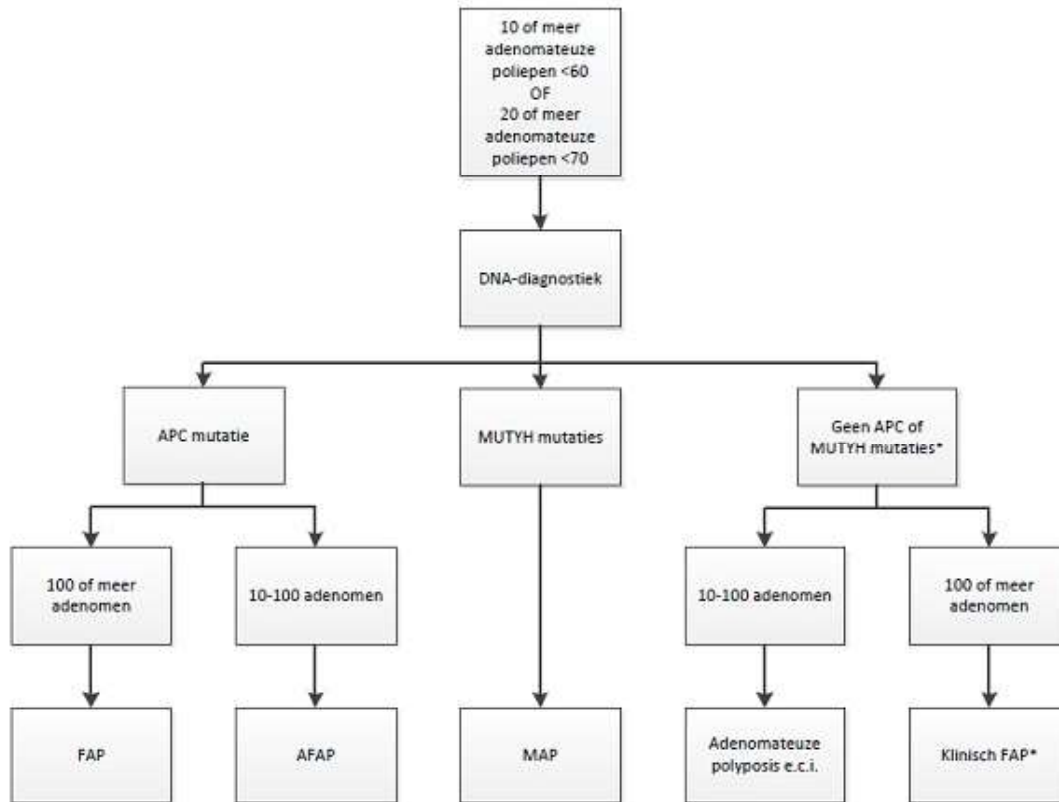 10 of meer
adenomateuze
poliepen <60
OF
20 of meer
adenomateuze
poliepen <70
DNA-diagnostiek
APC mutatie
MUTYH mutaties
Geen APC of
MUTYH mutaties*
100 of meer
adenomen
10-100 adenomen
10-100 adenomen
100 of meer
adenomen
FAP
AFAP
MAP
Adenomateuze
polyposis e.c.i.
Klinisch FAP*